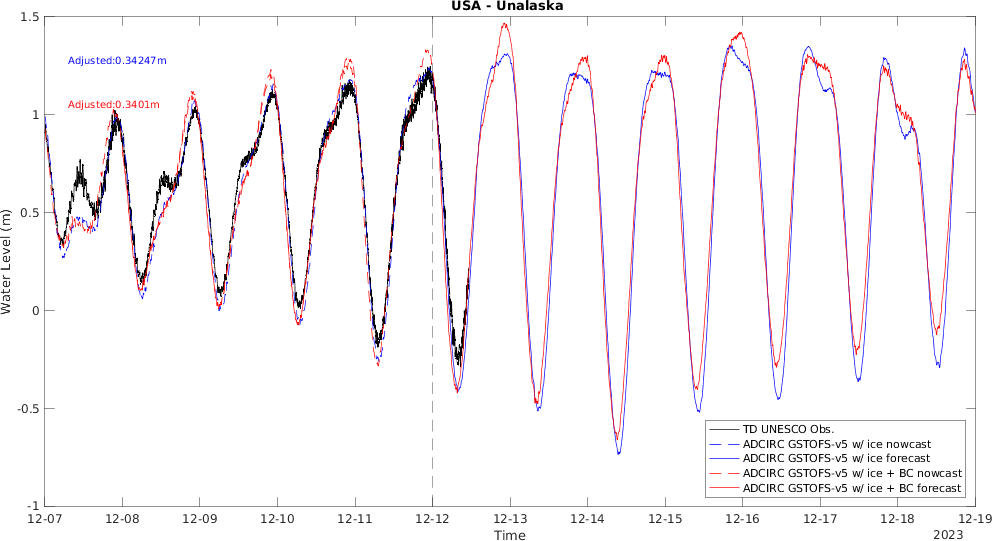 USA - Unalaska
Adjusted:0.34247m
Adjusted:0.3401m
Water Level (m)
1.5
1
0.5
0
-0.5
-1
TD UNESCO Obs.
ADCIRC GSTOFS-v5 w/ ice nowcast
ADCIRC GSTOFS-v5 w/ ice forecast
ADCIRC GSTOFS-v5 w/ ice + BC nowcast
ADCIRC GSTOFS-v5 w/ ice + BC forecast
12-07 12-08 12-09 12-10 12-11 12-12 12-13 12-14 12-15 12-16 12-17 12-18 12-19
Time
2023